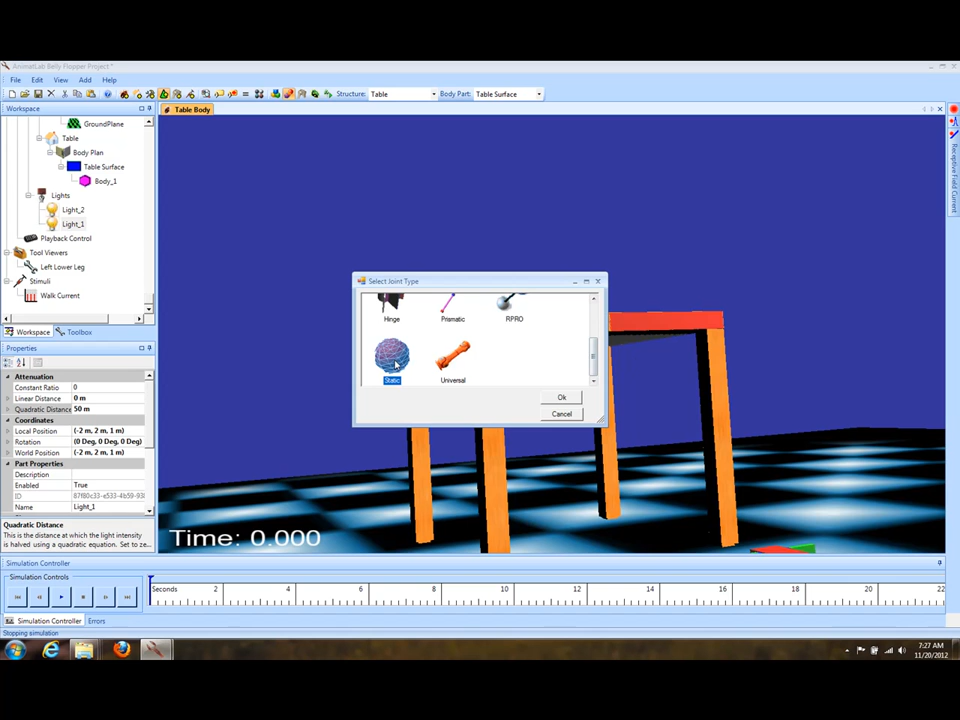 AnimatLab Belly Flopper Project *
File Edit View Add Help
Structure: Table Body Part: Table Surface
Workspace
Table Body
GroundPlane
Table
Body Plan
Table Surface
Body_1
Lights
Light_2
Light_1
Playback Control
Tool Viewers
Left Lower Leg
Stimuli
Walk Current
Workspace Toolbox
Receptive Field Current
Select Joint Type
Hinge Prismatic RPRO
Static Universal
Ok
Cancel
Properties
Attenuation
Constant Ratio 0
Linear Distance 0 m
Quadratic Distance 50 m
Coordinates
Local Position (-2 m, 2 m, 1 m)
Rotation (0 Deg, 0 Deg, 0 Deg)
World Position (-2 m, 2 m, 1 m)
Part Properties
Description
Enabled True
ID 87f80c33-e533-4b59-93
Name Light_1
Quadratic Distance
This is the distance at which the light intensity
is halved using a quadratic equation. Set to ze...
Time: 0.000
Simulation Controller
Simulation Controls
Seconds 2 4 6 8 10 12 14 16 18 20 22
Simulation Controller Errors
Stopping simulation
7:27 AM
11/20/2012